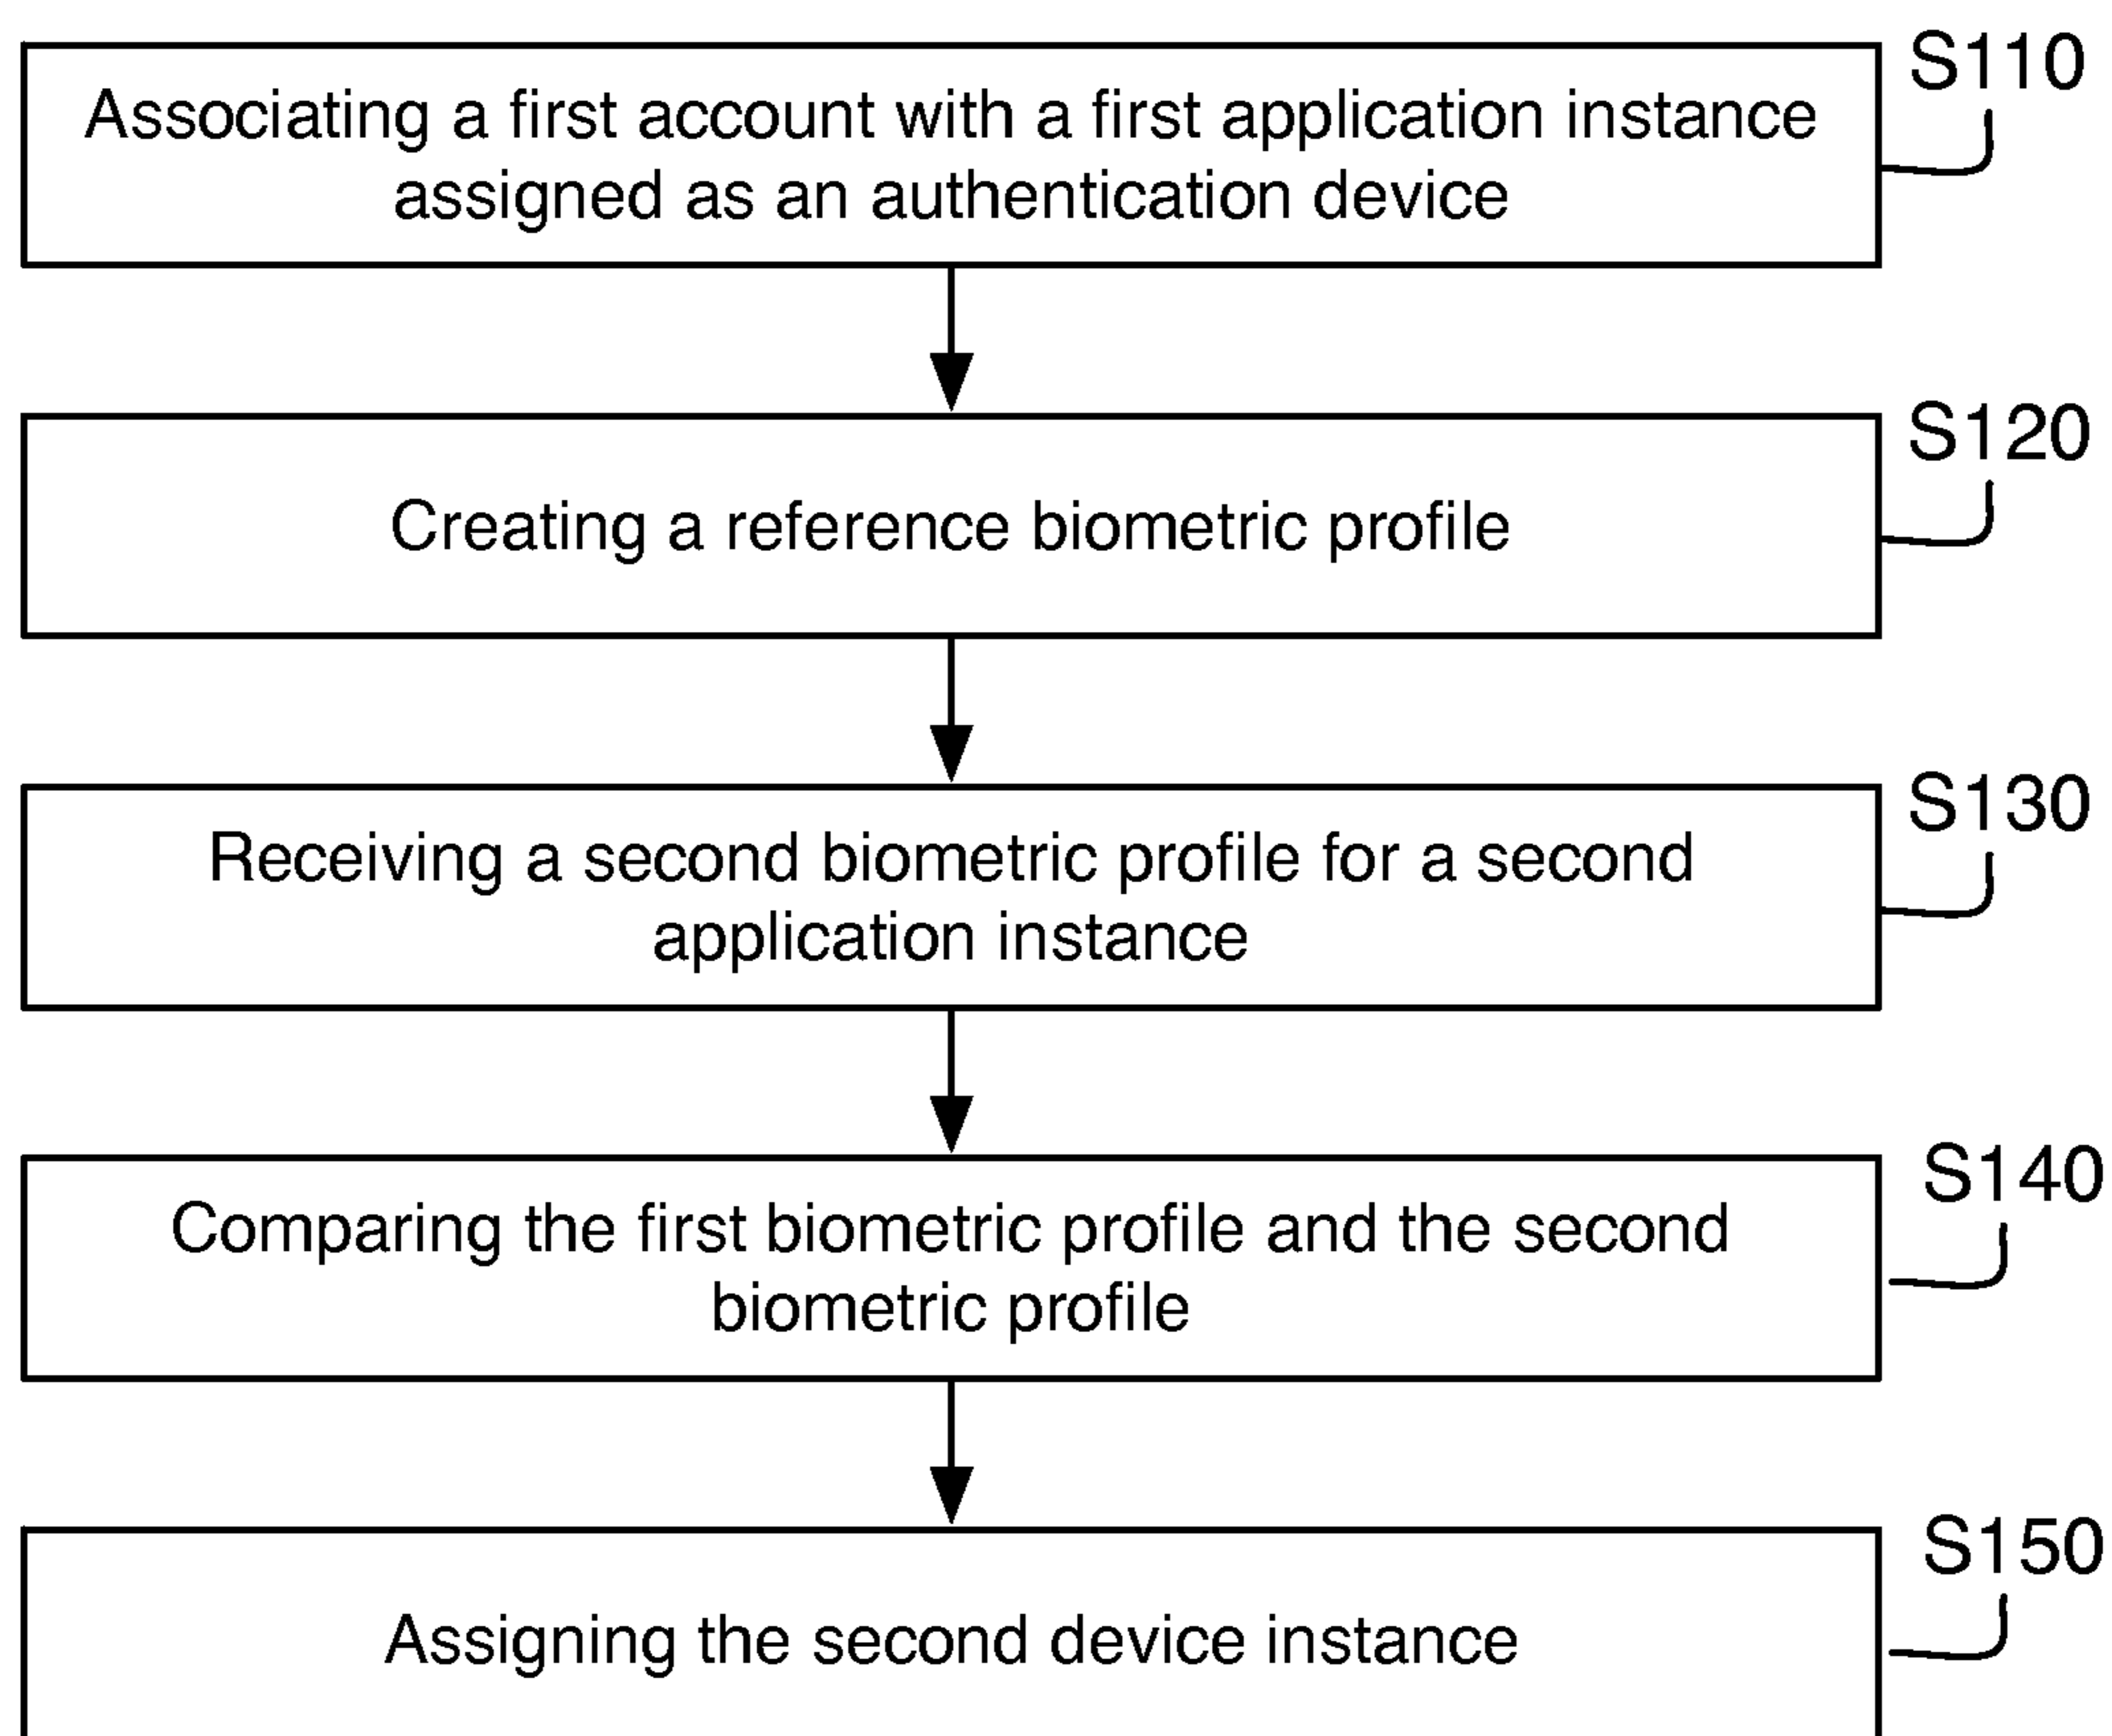 S110
Associating a first account with a first application instance
assigned as an authentication device
S120
Creating a reference biometric profile
S130
Receiving a second biometric profile for a second
application instance
S140
Comparing the first biometric profile and the second
biometric profile
S150
Assigning the second device instance